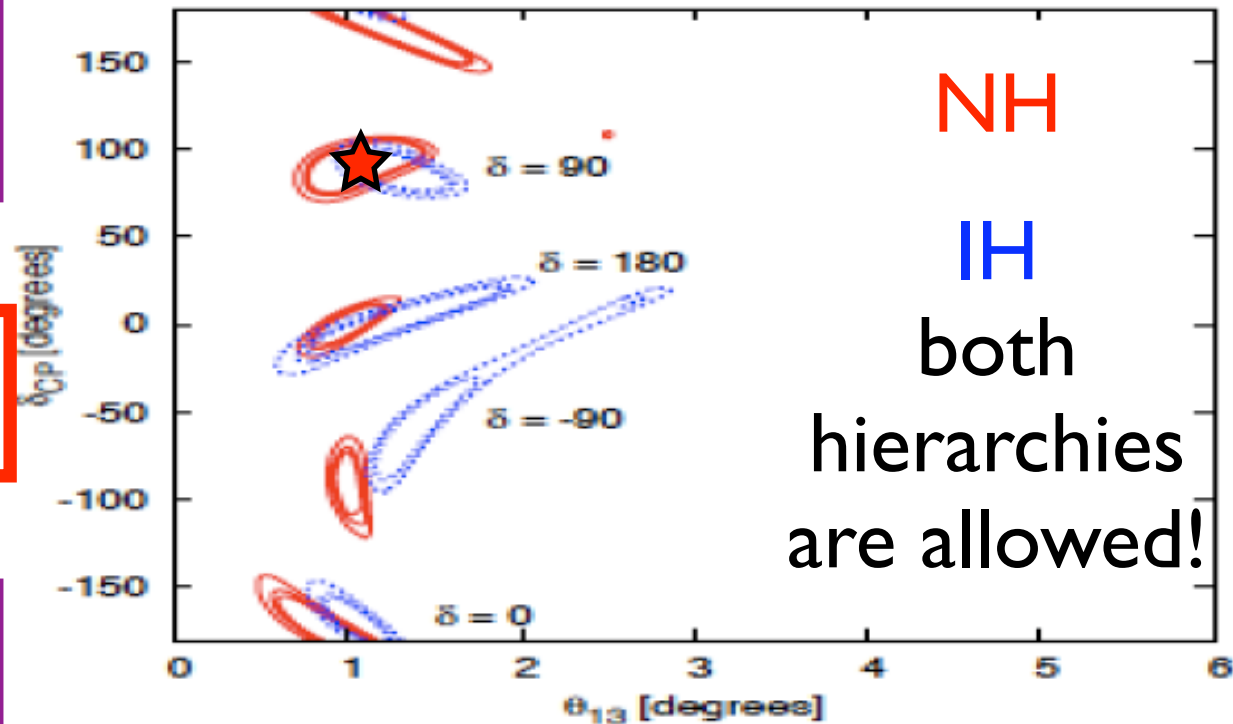 150
100
50
0
-50
-100
-150
δCP [degrees]
NH
δ = 90
IH
δ = 180
both
hierarchies
are allowed!
δ = -90
δ = 0
0 1 2 3 4 5 6
θ13 [degrees]